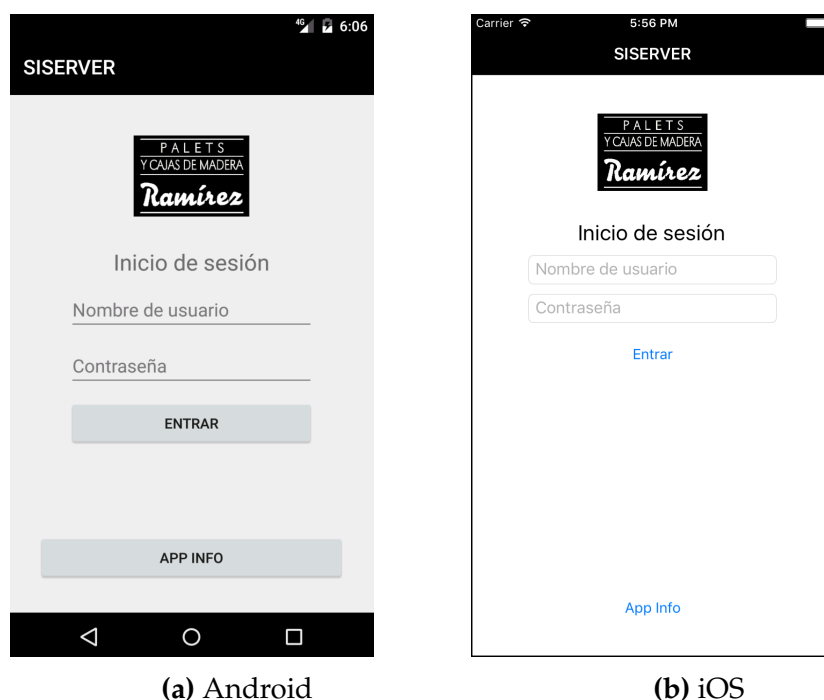 4G 6:06
SISERVER
PALETS
Y CAJAS DE MADERA
Ramírez
Inicio de sesión
Nombre de usuario
Contraseña
ENTRAR
APP INFO
(a) Android
Carrier 5:56 PM
SISERVER
PALETS
Y CAJAS DE MADERA
Ramírez
Inicio de sesión
Nombre de usuario
Contraseña
Entrar
App Info
(b) iOS